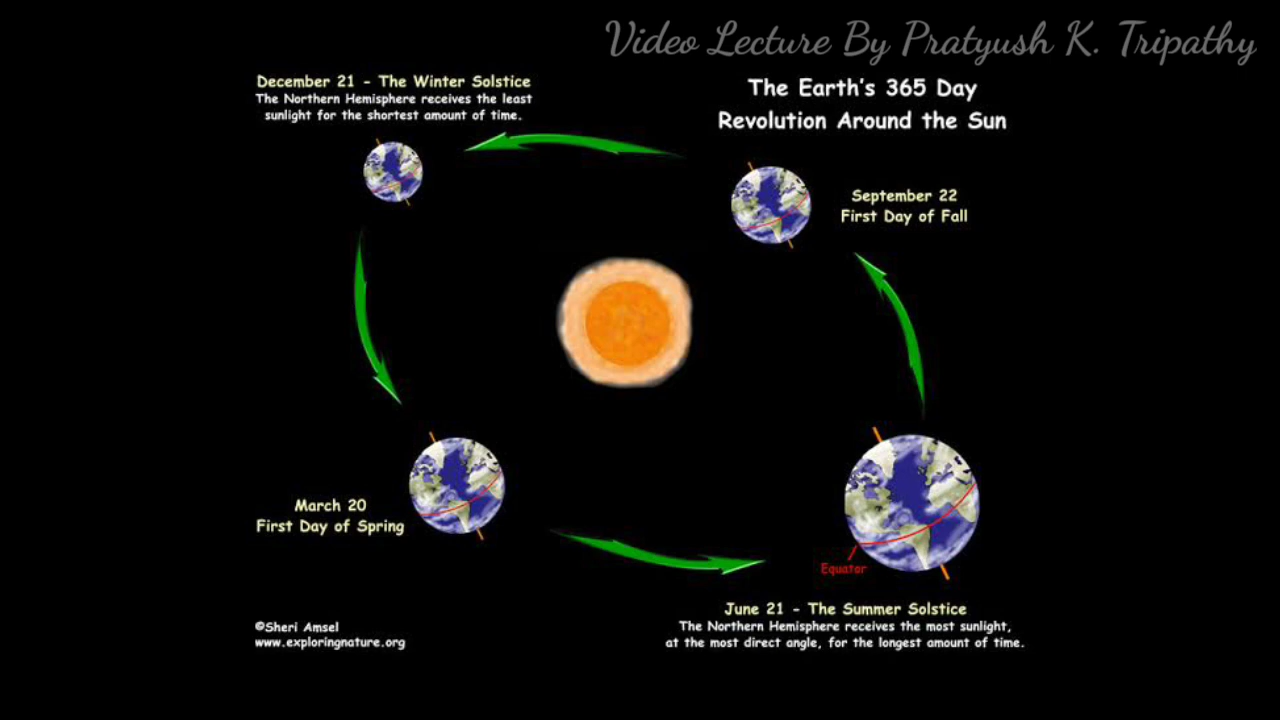 Video Lecture By Pratyush K. Tripathy
December 21 - The Winter Solstice
The Northern Hemisphere receives the least
sunlight for the shortest amount of time.
The Earth's 365 Day
Revolution Around the Sun
September 22
First Day of Fall
March 20
First Day of Spring
Equator
June 21 - The Summer Solstice
The Northern Hemisphere receives the most sunlight,
at the most direct angle, for the longest amount of time.
©Sheri Amsel
www.exploringnature.org